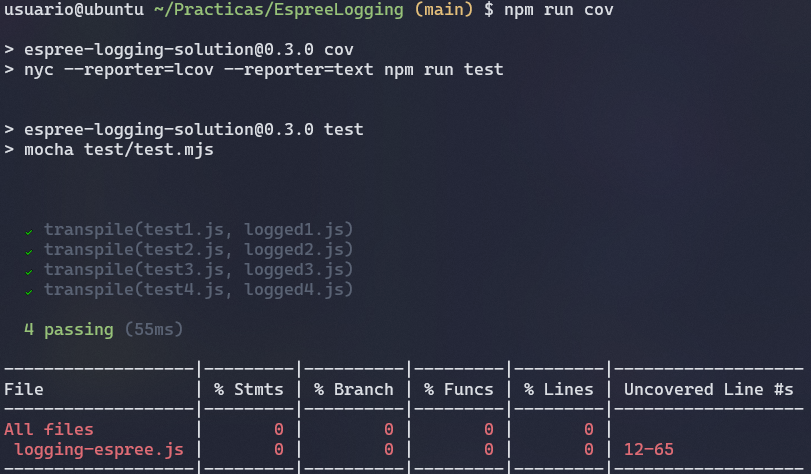 usuario@ubuntu ~/Practicas/EspreeLogging (main) $ npm run cov
> espree-logging-solution@0.3.0 cov
> nyc --reporter=lcov --reporter=text npm run test
> espree-logging-solution@0.3.0 test
> mocha test/test.mjs
✓ transpile(test1.js, logged1.js)
✓ transpile(test2.js, logged2.js)
✓ transpile(test3.js, logged3.js)
✓ transpile(test4.js, logged4.js)
4 passing (55ms)
-------------------|---------|----------|---------|---------|-------------------
File               | % Stmts | % Branch | % Funcs | % Lines | Uncovered Line #s
-------------------|---------|----------|---------|---------|-------------------
All files          |       0 |        0 |       0 |       0 |
 logging-espree.js |       0 |        0 |       0 |       0 | 12-65
-------------------|---------|----------|---------|---------|-------------------